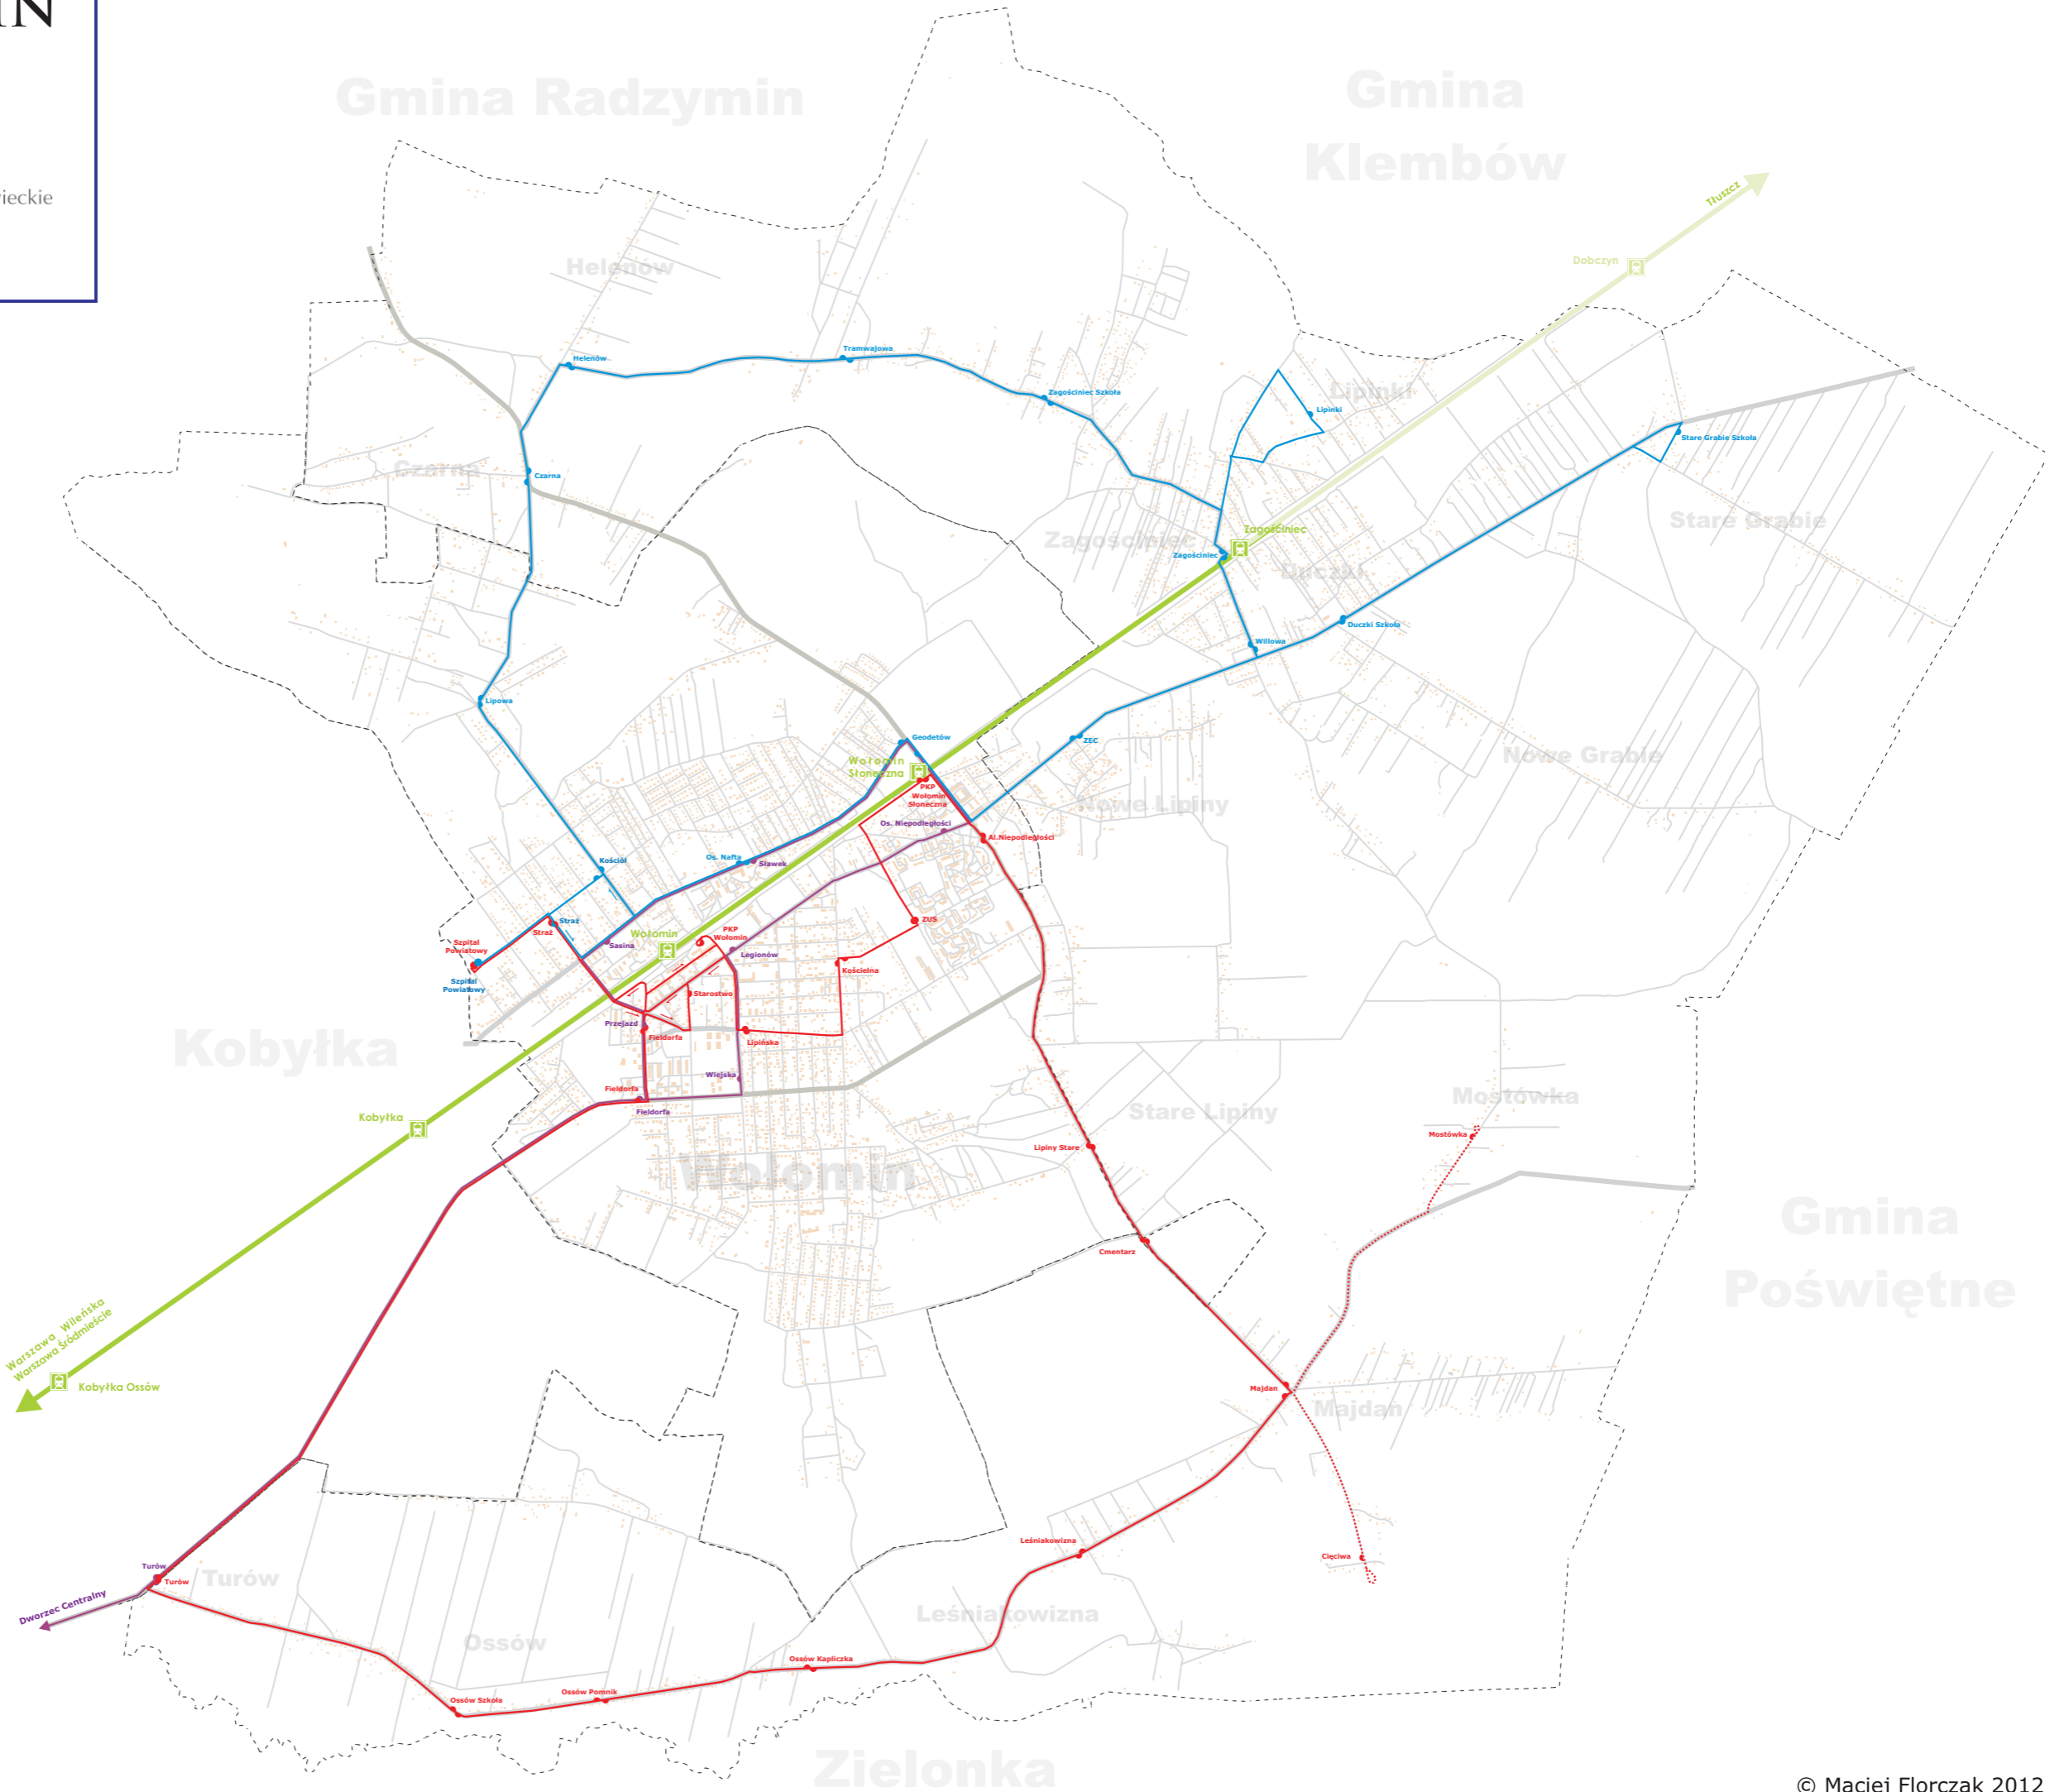 IN
ieckie
Gmina Radzymin
Gmina
Klembów
Tłuszcz
Dobczyn
Helenów
Helenów
Tramwajowa
Zagościniec Szkoła
Lipinki
Lipinki
Stare Grabie Szkoła
Czarna
Czarna
Stare Grabie
Zagościniec
Zagościniec
Zagościniec
Duczki
Duczki Szkoła
Willowa
Lipowa
Geodetów
ZEC
Nowe Grabie
Wołomin
Słoneczna
PKP
Wołomin
Słoneczna
Nowe Lipiny
Os. Niepodległości
Al.Niepodległości
Kościół
Os. Nafta
Sławek
ZUS
Straż
Straż
Sasina
Wołomin
PKP
Wołomin
Legionów
Szpital
Powiatowy
Szpital
Powiatowy
Kościelna
Starostwo
Przejazd
Fieldorfa
Lipińska
Kobyłka
Wiejska
Fieldorfa
Fieldorfa
Kobyłka
Stare Lipiny
Mostówka
Mostówka
Lipiny Stare
Wołomin
Gmina
Poświętne
Cmentarz
Warszawa Wileńska
Warszawa Śródmieście
Kobyłka Ossów
Majdan
Majdan
Leśniakowizna
Cięciwa
Turów
Turów
Turów
Dworzec Centralny
Leśniakowizna
Ossów
Ossów Kapliczka
Ossów Pomnik
Ossów Szkoła
Zielonka
© Maciej Florczak 2012